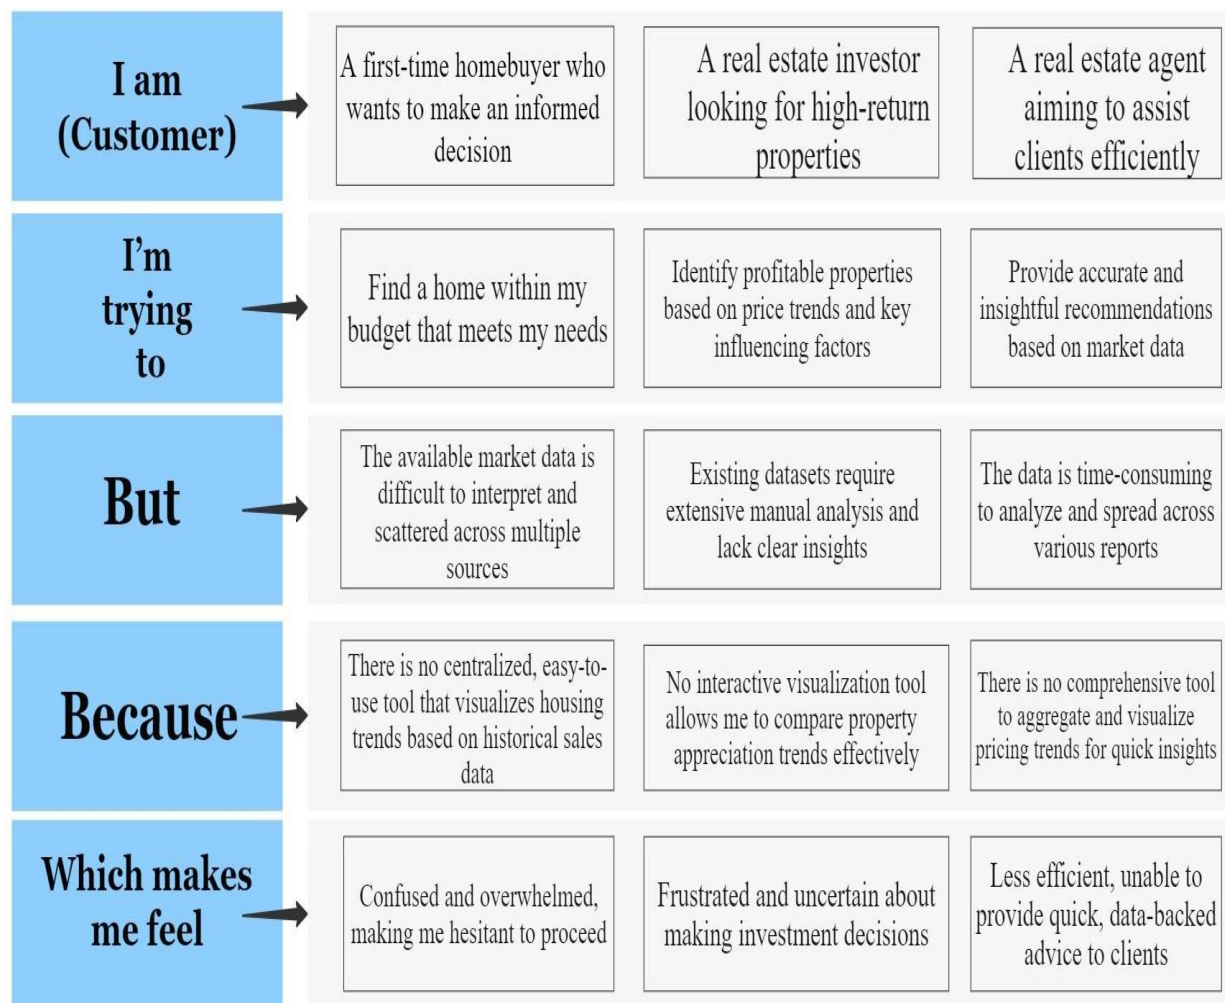 I am
(Customer)
A first-time homebuyer who
wants to make an informed
decision
A real estate investor
looking for high-return
properties
A real estate agent
aiming to assist
clients efficiently
I’m
trying
to
Find a home within my
budget that meets my needs
Identify profitable properties
based on price trends and key
influencing factors
Provide accurate and
insightful recommendations
based on market data
But
The available market data is
difficult to interpret and
scattered across multiple
sources
Existing datasets require
extensive manual analysis and
lack clear insights
The data is time-consuming
to analyze and spread across
various reports
Because
There is no centralized, easy-to-
use tool that visualizes housing
trends based on historical sales
data
No interactive visualization tool
allows me to compare property
appreciation trends effectively
There is no comprehensive tool
to aggregate and visualize
pricing trends for quick insights
Which makes
me feel
Confused and overwhelmed,
making me hesitant to proceed
Frustrated and uncertain about
making investment decisions
Less efficient, unable to
provide quick, data-backed
advice to clients